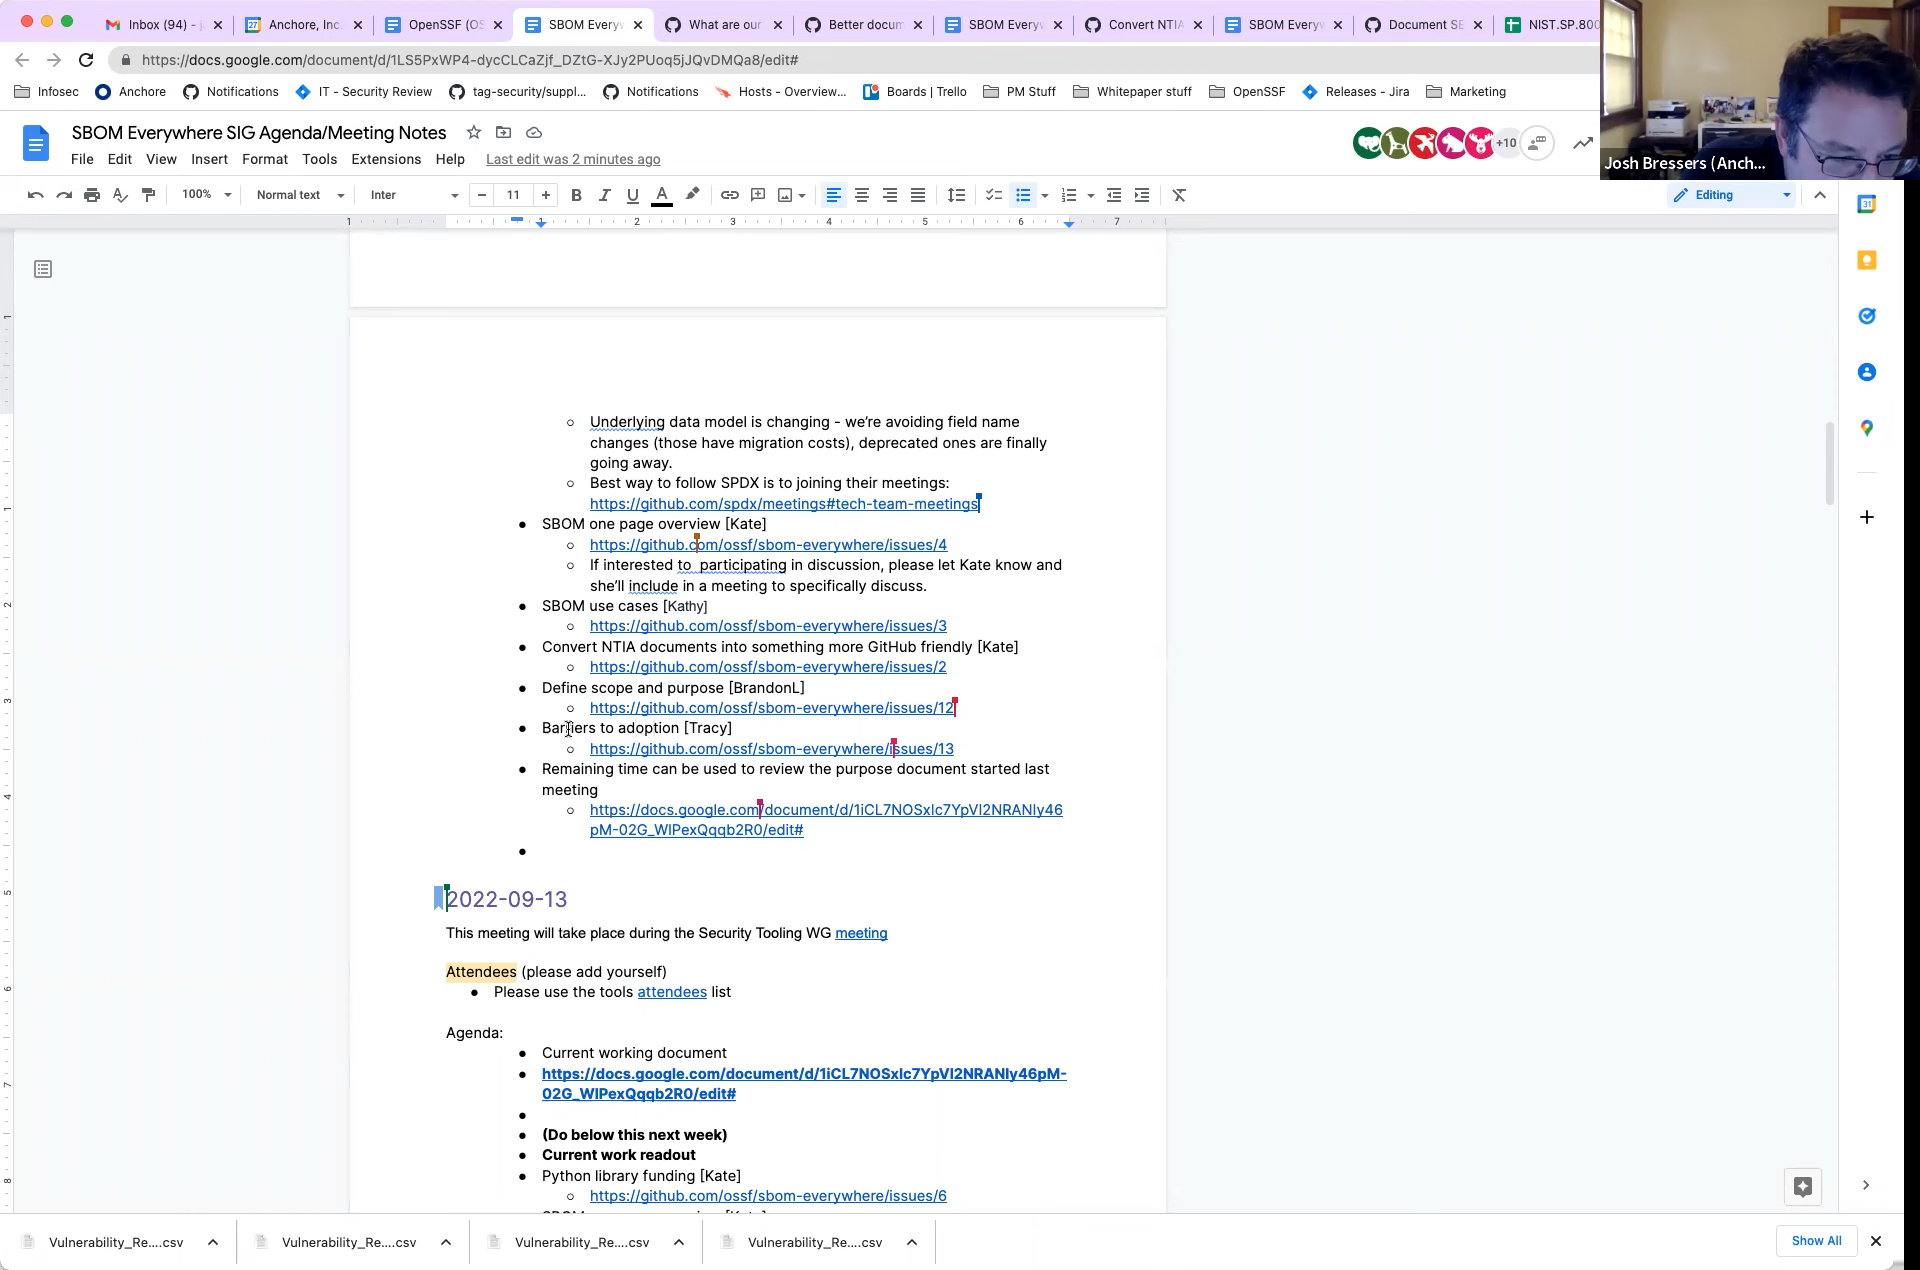 Inbox (94) - j
Anchore, Inc.
OpenSSF (OS
SBOM Everyw
What are our
Better docum
SBOM Everyw
Convert NTIA
SBOM Everyw
Document SB
NIST.SP.800
https://docs.google.com/document/d/1LS5PxWP4-dycCLCaZjf_DZtG-XJy2PUoq5jJQvDMQa8/edit#
Infosec
Anchore
Notifications
IT - Security Review
tag-security/suppl...
Notifications
Hosts - Overview...
Boards | Trello
PM Stuff
Whitepaper stuff
OpenSSF
Releases - Jira
Marketing
SBOM Everywhere SIG Agenda/Meeting Notes
File Edit View Insert Format Tools Extensions Help Last edit was 2 minutes ago
+10
Josh Bressers (Anch...
100% Normal text Inter 11
Editing
1 1 2 3 4 5 6 7
Underlying data model is changing - we're avoiding field name
changes (those have migration costs), deprecated ones are finally
going away.
Best way to follow SPDX is to joining their meetings:
https://github.com/spdx/meetings#tech-team-meetings
SBOM one page overview [Kate]
https://github.com/ossf/sbom-everywhere/issues/4
If interested to participating in discussion, please let Kate know and
she'll include in a meeting to specifically discuss.
SBOM use cases [Kathy]
https://github.com/ossf/sbom-everywhere/issues/3
Convert NTIA documents into something more GitHub friendly [Kate]
https://github.com/ossf/sbom-everywhere/issues/2
Define scope and purpose [BrandonL]
https://github.com/ossf/sbom-everywhere/issues/12
Barriers to adoption [Tracy]
https://github.com/ossf/sbom-everywhere/issues/13
Remaining time can be used to review the purpose document started last
meeting
https://docs.google.com/document/d/1iCL7NOSxlc7YpVI2NRANIy46
pM-02G_WIPexQqqb2R0/edit#
2022-09-13
This meeting will take place during the Security Tooling WG meeting
Attendees (please add yourself)
Please use the tools attendees list
Agenda:
Current working document
https://docs.google.com/document/d/1iCL7NOSxlc7YpVI2NRANIy46pM-
02G_WIPexQqqb2R0/edit#
(Do below this next week)
Current work readout
Python library funding [Kate]
https://github.com/ossf/sbom-everywhere/issues/6
Vulnerability_Re....csv
Vulnerability_Re....csv
Vulnerability_Re....csv
Vulnerability_Re....csv
Show All